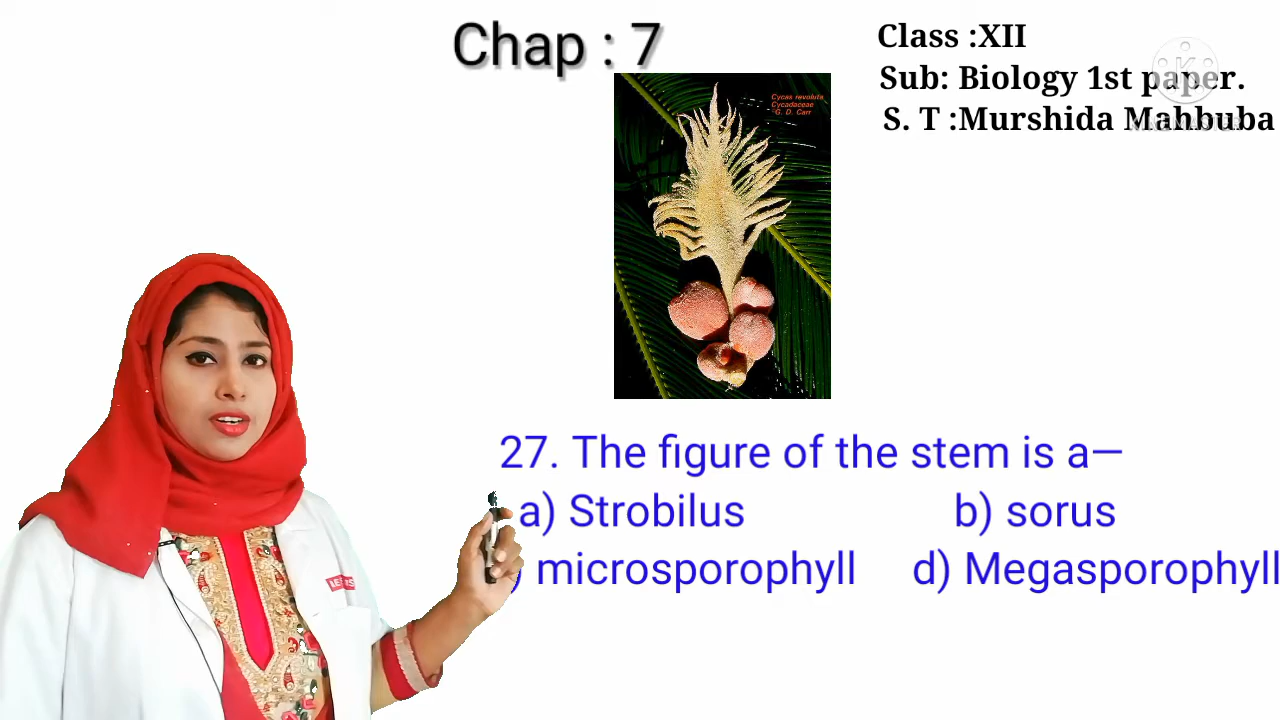 Chap : 7
Class :XII
Sub: Biology 1st paper.
S. T :Murshida Mahbuba
Cycas revoluta
Cycadaceae
©G. D. Carr
KINEMASTER
27. The figure of the stem is a—
a) Strobilus b) sorus
) microsporophyll d) Megasporophyll